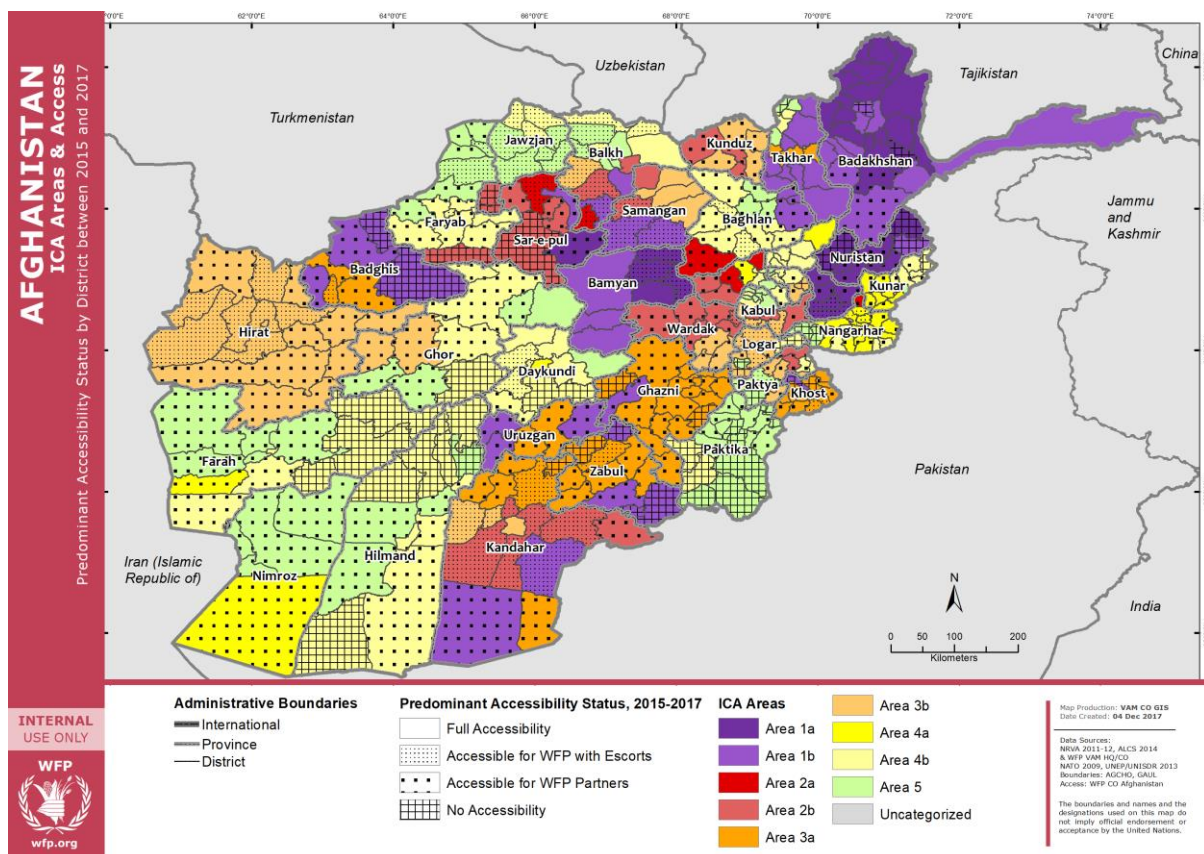 AFGHANISTAN
ICA Areas & Access
Predominant Accessibility Status by District between 2015 and 2017
INTERNAL
USE ONLY
WFP
wfp.org
60°0'0"E
62°0'0"E
64°0'0"E
66°0'0"E
68°0'0"E
70°0'0"E
72°0'0"E
74°0'0"E
China
Uzbekistan
Tajikistan
Turkmenistan
Jawzjan
Balkh
Kunduz
Takhar
Badakhshan
Jammu
and
Kashmir
Faryab
Samangan
Baghlan
Sar-e-pul
Nuristan
Badghis
Bamyan
Kunar
Kabul
Hirat
Wardak
Nangarhar
Ghor
Logar
Daykundi
Ghazni
Paktya
Khost
Uruzgan
Farah
Zabul
Paktika
Pakistan
Kandahar
Hilmand
Iran (Islamic
Republic of)
Nimroz
India
N
0 50 100 200
Kilometers
Administrative Boundaries
International
Province
District
Predominant Accessibility Status, 2015-2017
Full Accessibility
Accessible for WFP with Escorts
Accessible for WFP Partners
No Accessibility
ICA Areas
Area 1a
Area 1b
Area 2a
Area 2b
Area 3a
Area 3b
Area 4a
Area 4b
Area 5
Uncategorized
Map Production: VAM CO GIS
Date Created: 04 Dec 2017
Data Sources:
NRVA 2011-12, ALCS 2014
& WFP VAM HQ/CO
NATO 2009, UNEP/UNISDR 2013
Boundaries: AGCHO, GAUL
Access: WFP CO Afghanistan
The boundaries and names and the
designations used on this map do
not imply official endorsement or
acceptance by the United Nations.